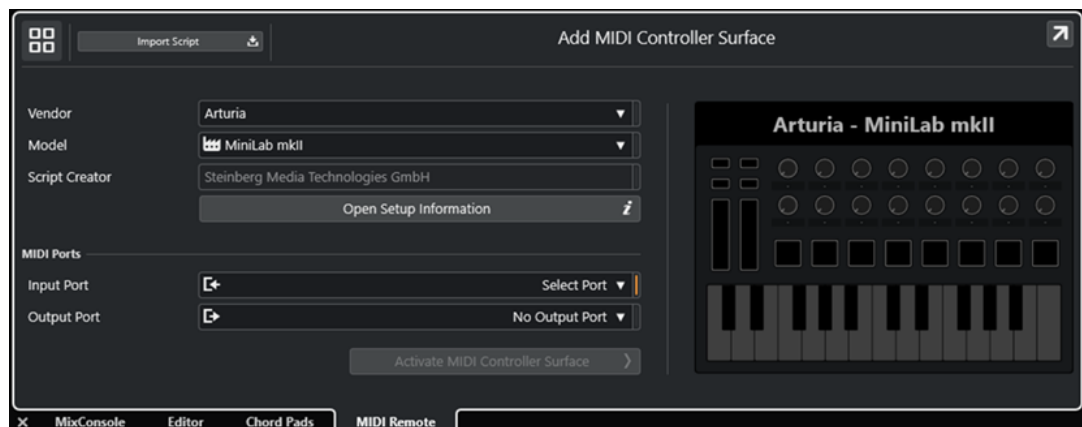 Import Script
Add MIDI Controller Surface
Vendor
Arturia
Model
MiniLab mkII
Script Creator
Steinberg Media Technologies GmbH
Open Setup Information
MIDI Ports
Input Port
Select Port
Output Port
No Output Port
Activate MIDI Controller Surface
Arturia - MiniLab mkII
MixConsole
Editor
Chord Pads
MIDI Remote